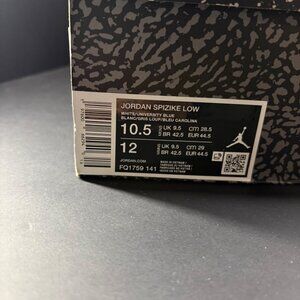 JORDAN SPIZIKE LOW
WHITE/UNIVERSITY BLUE
BLANC/GRIS LOUP/BLEU CAROLINA
10.5 UK 9.5 CM 28.5
BR 42.5 EUR 44.5
12 UK 9.5 CM 29
BR 42.5 EUR 44.5
JORDAN.COM
FQ1759 141